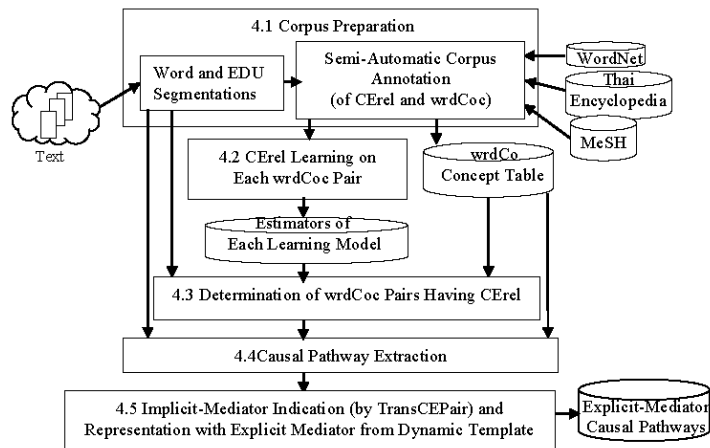 4.1 Corpus Preparation
Word and EDU
Segmentations
Semi-Automatic Corpus
Annotation
(of CErel and wrdCoc)
WordNet
Thai
Encyclopedia
MeSH
Text
4.2 CErel Learning on
Each wrdCoc Pair
wrdCo
Concept Table
Estimators of
Each Learning Model
4.3 Determination of wrdCoc Pairs Having CErel
4.4Causal Pathway Extraction
4.5 Implicit-Mediator Indication (by TransCEPair) and
Representation with Explicit Mediator from Dynamic Template
Explicit-Mediator
Causal Pathways